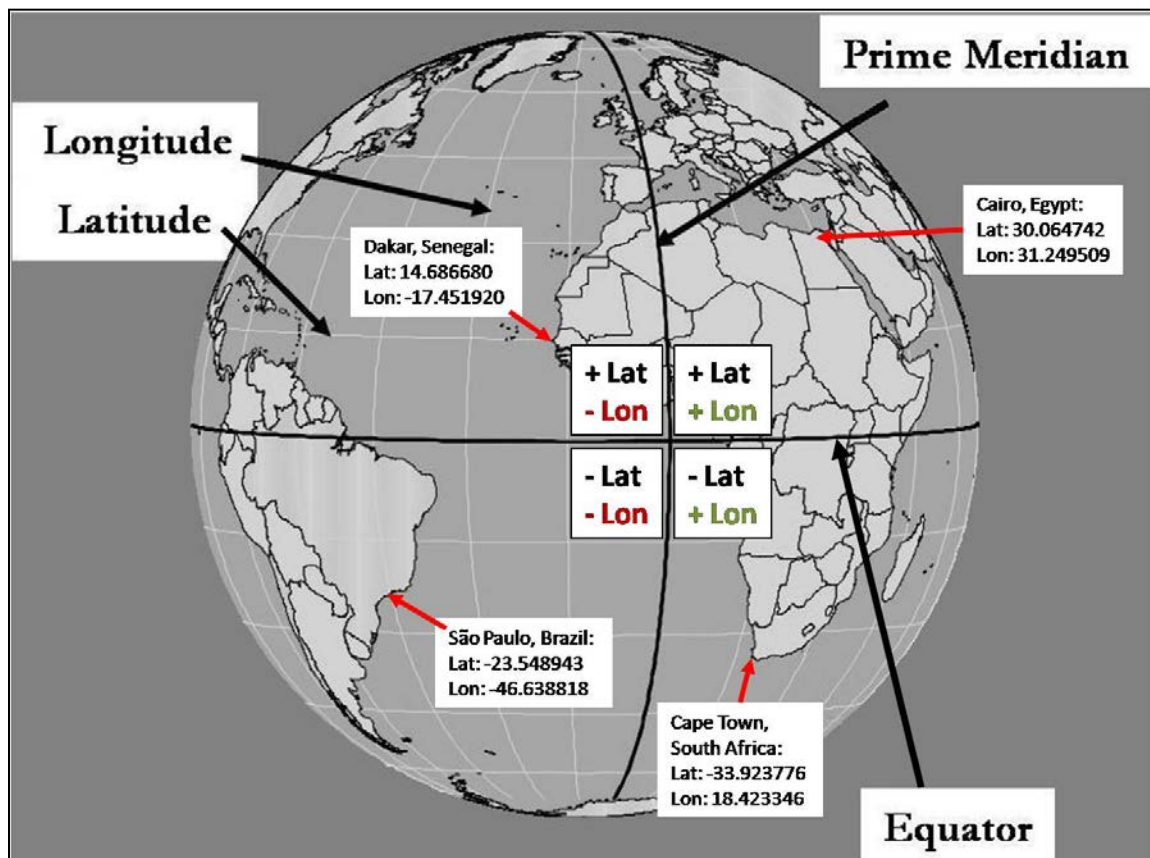 Prime Meridian
Longitude
Latitude
Cairo, Egypt:
Lat: 30.064742
Lon: 31.249509
Dakar, Senegal:
Lat: 14.686680
Lon: -17.451920
+ Lat
- Lon
+ Lat
+ Lon
- Lat
- Lon
- Lat
+ Lon
São Paulo, Brazil:
Lat: -23.548943
Lon: -46.638818
Cape Town,
South Africa:
Lat: -33.923776
Lon: 18.423346
Equator